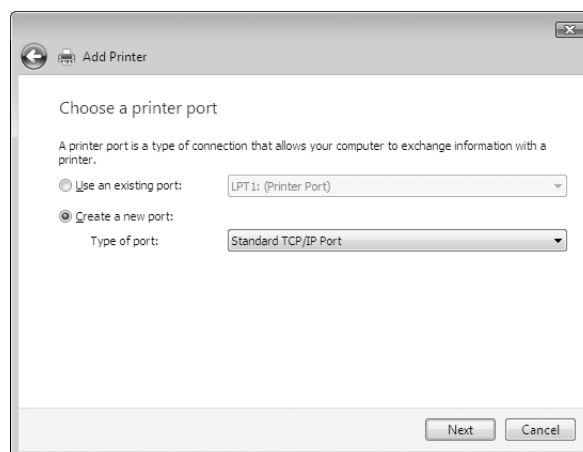 Add Printer
Choose a printer port
A printer port is a type of connection that allows your computer to exchange information with a
printer.
Use an existing port: LPT1: (Printer Port)
Create a new port:
Type of port: Standard TCP/IP Port
Next Cancel